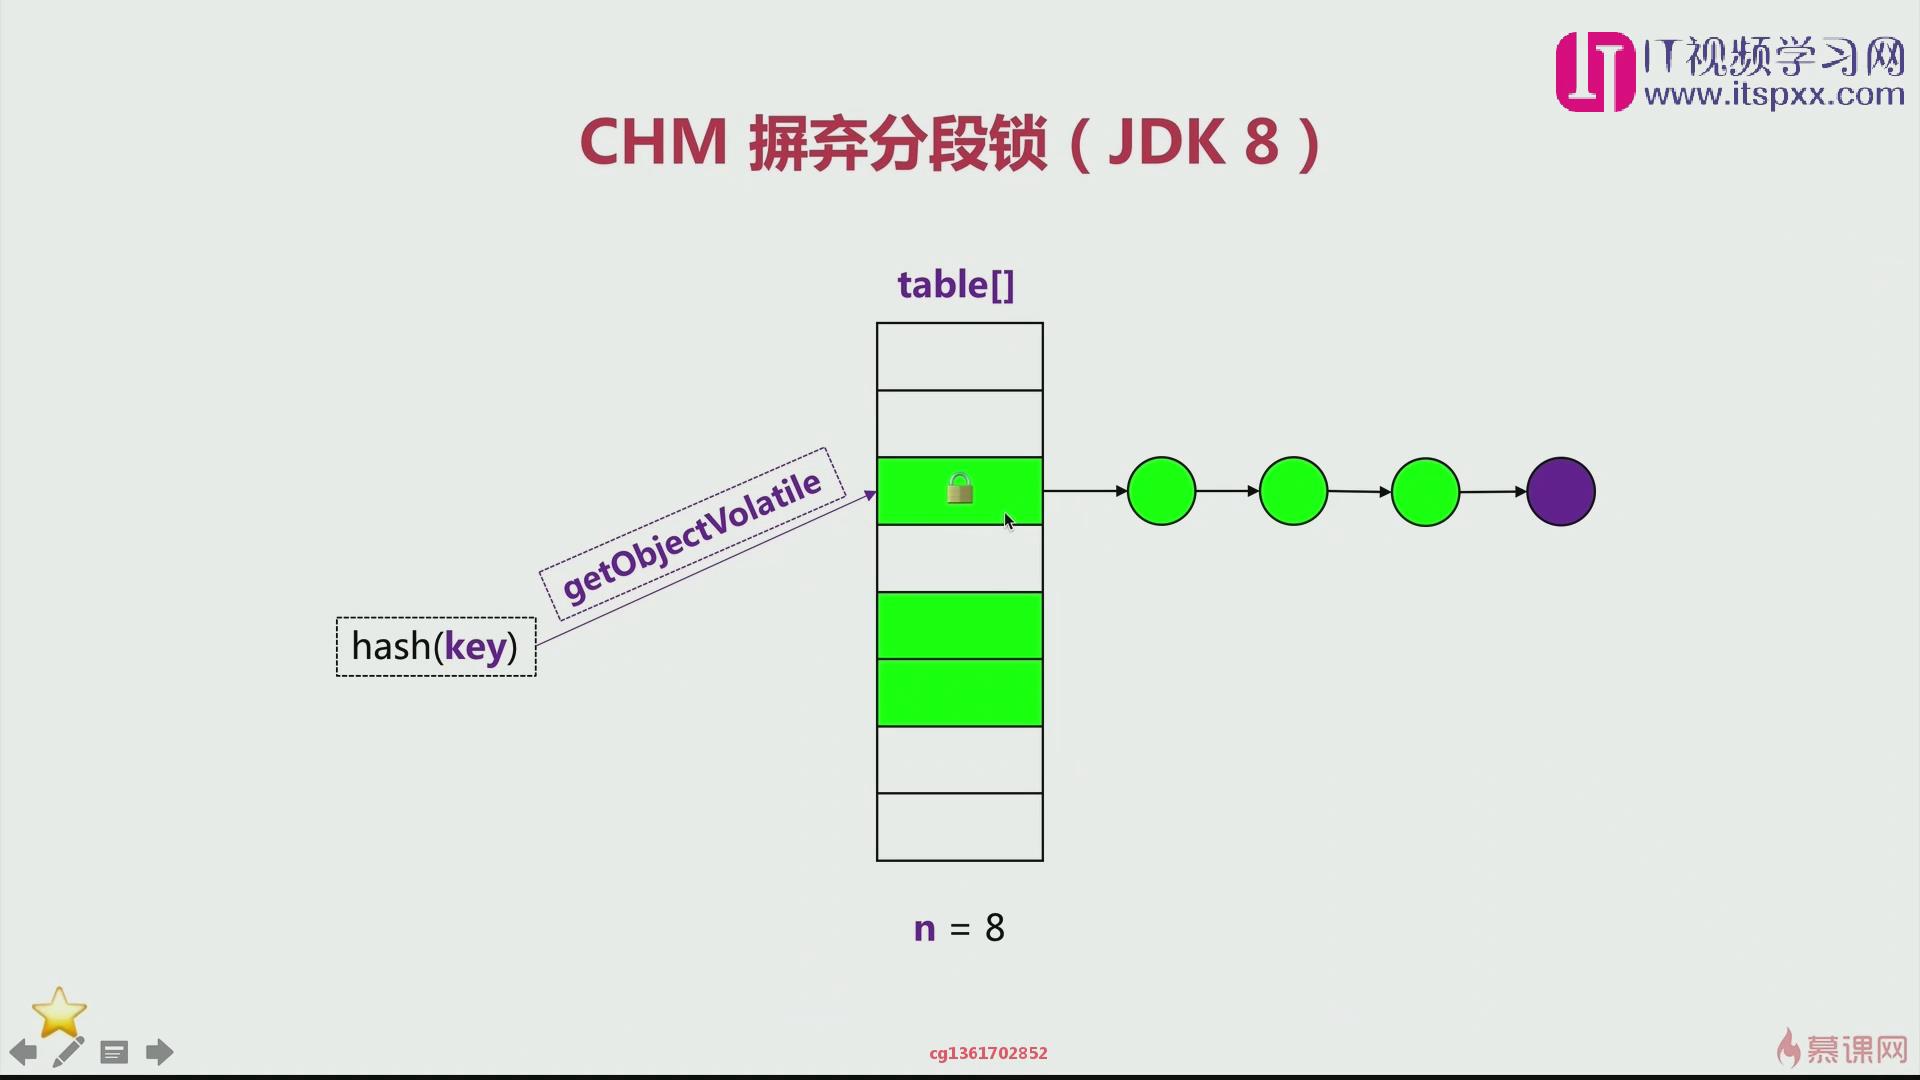 IT视频学习网
www.itspxx.com
CHM 摒弃分段锁（JDK 8）
table[]
getObjectVolatile
hash(key)
n = 8
cg1361702852
慕课网